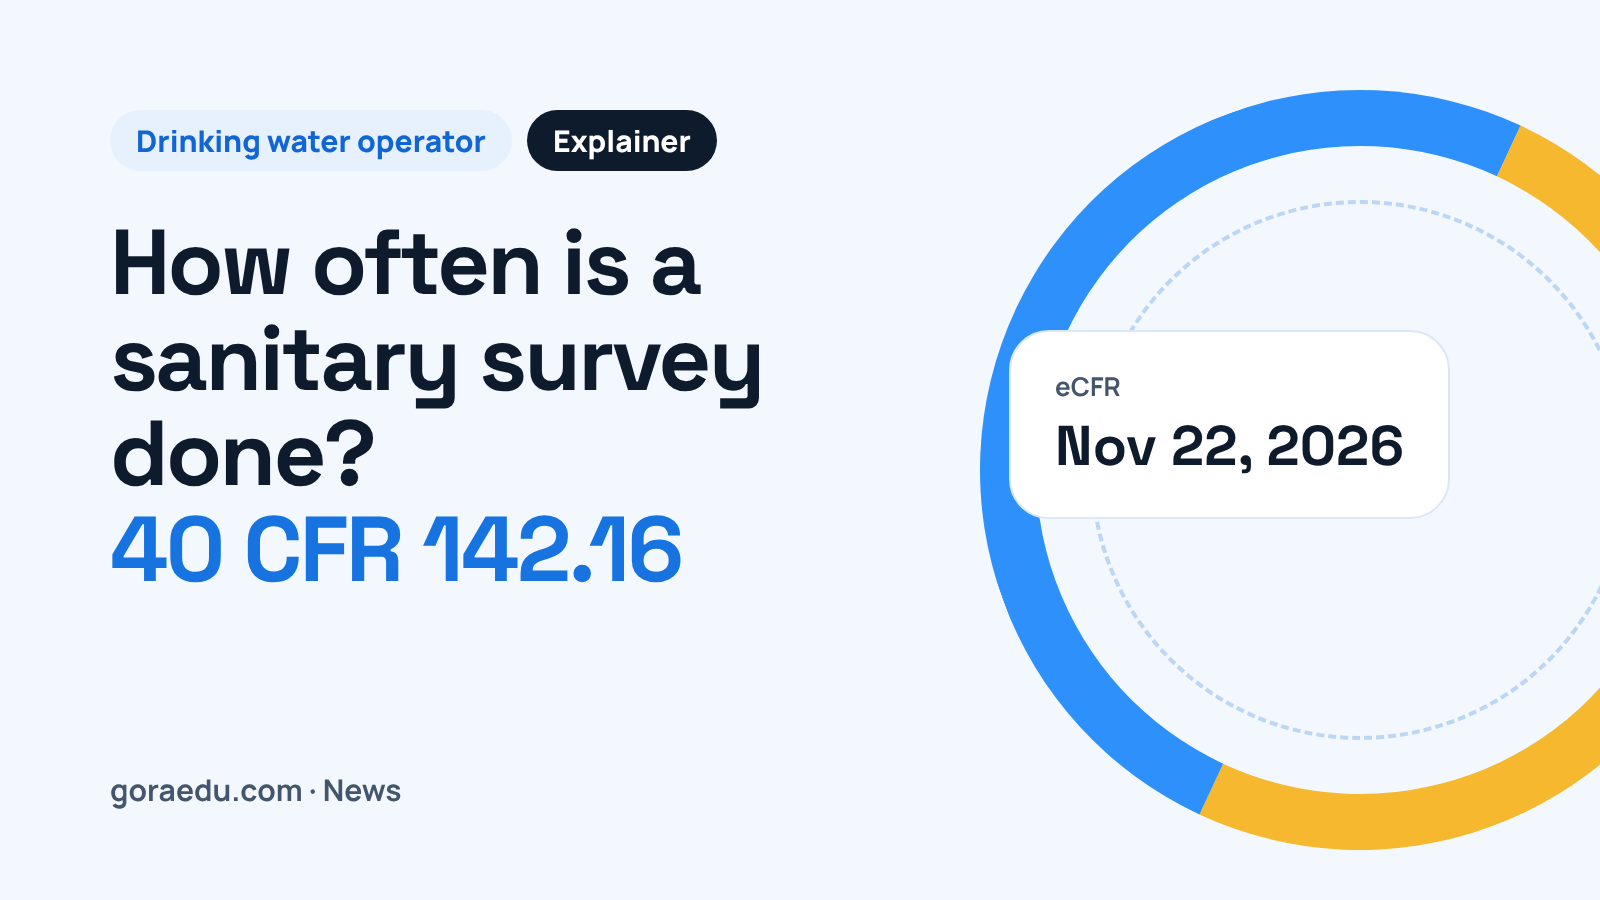 Drinking water operator
Explainer
How often is a
sanitary survey
done?
40 CFR 142.16
eCFR
Nov 22, 2026
goraedu.com · News